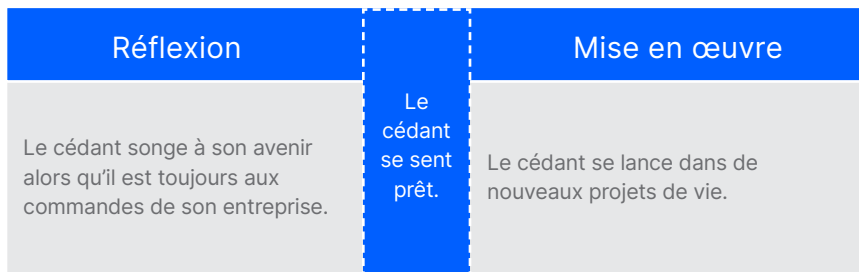 Réflexion
Le cédant songe à son avenir
alors qu’il est toujours aux
commandes de son entreprise.
Le
cédant
se sent
prêt.
Mise en œuvre
Le cédant se lance dans de
nouveaux projets de vie.